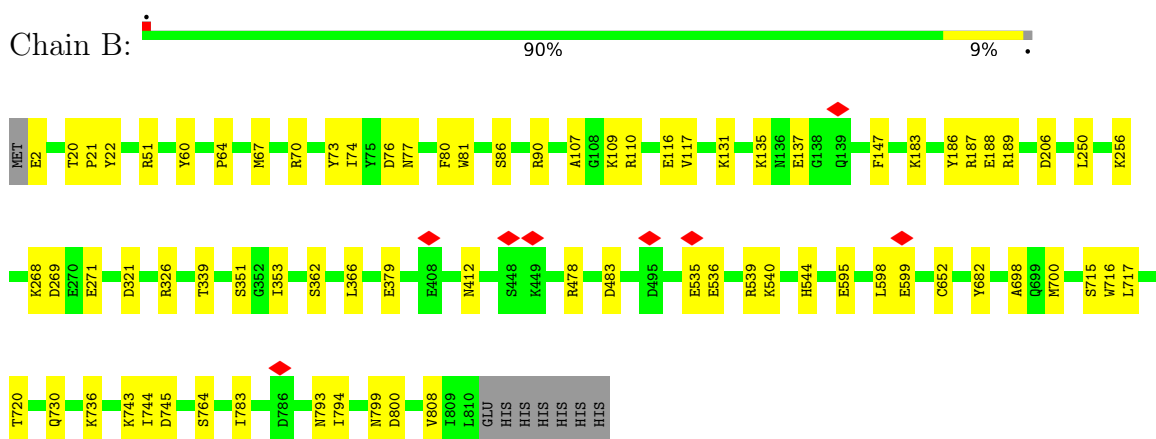 Chain B:
90% 9%
MET E2 T20 P21 Y22 R51 Y60 P64 M67 R70 Y73 I74 Y75 D76 N77 F80 W81 S86 R90 A107 G108 K109 R110 E116 V117 K131 K135 N136 E137 G138 Q139 F147 K183 Y186 R187 E188 R189 D206 L250 K256
K268 D269 E270 E271 D321 R326 T339 S351 G352 I353 S362 L366 E379 E408 N412 S448 K449 R478 D483 D495 E535 E536 R539 K540 H544 E595 L598 E599 C652 Y682 A698 Q699 M700 S715 W716 L717
T720 Q730 K736 K743 I744 D745 S764 I783 D786 N793 I794 N799 D800 V808 I809 L810 GLU HIS HIS HIS HIS HIS HIS